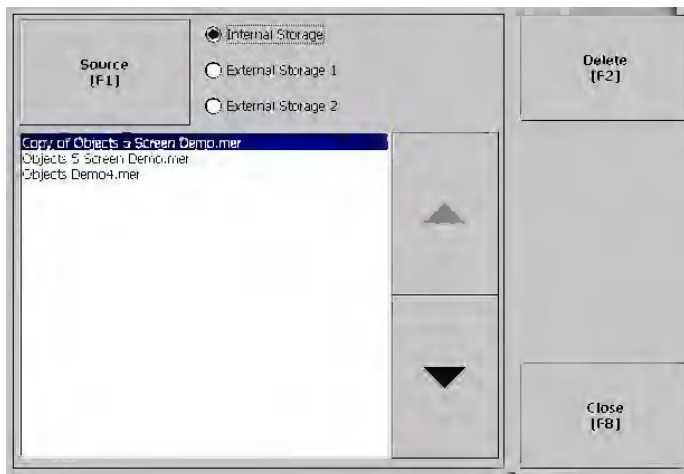 Source
[F1]
Internal Storage
External Storage 1
External Storage 2
Delete
[F2]
Copy of Objects 5 Screen Demo.mer
Objects 5 Screen Demo.mer
Objects Demo4.mer
Close
[F8]